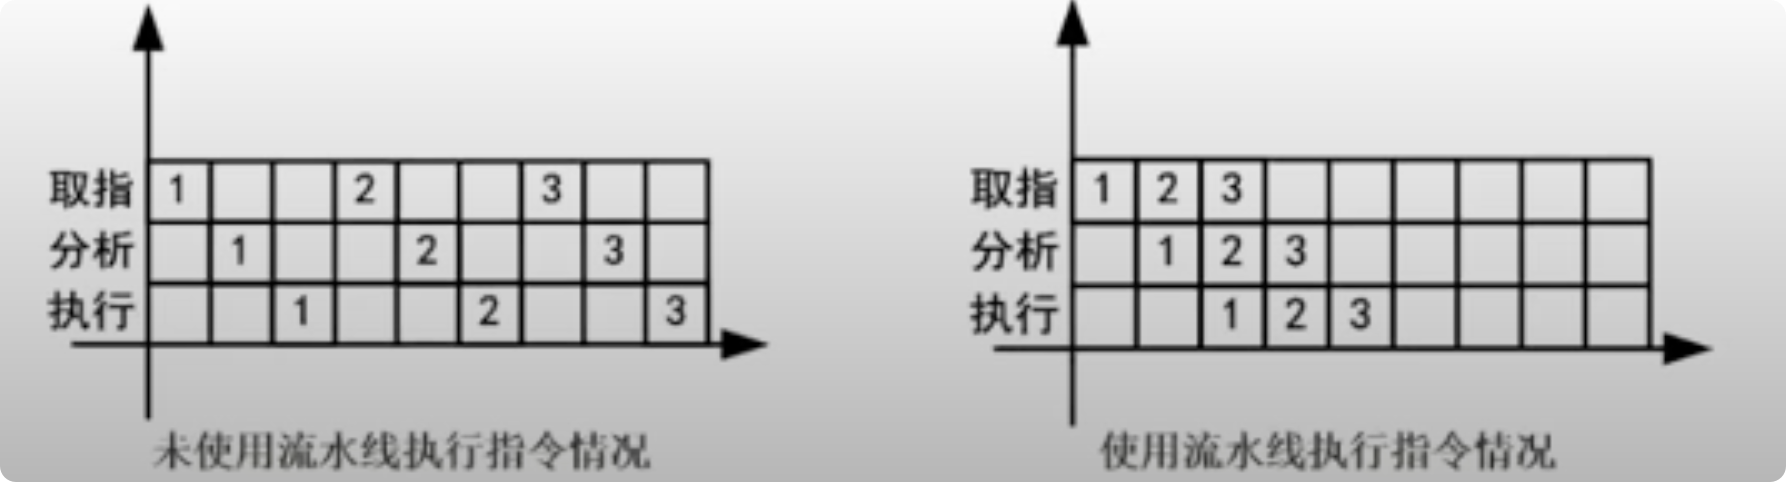 取指 1 2 3
分析 1 2 3
执行 1 2 3
未使用流水线执行指令情况
取指 1 2 3
分析 1 2 3
执行 1 2 3
使用流水线执行指令情况